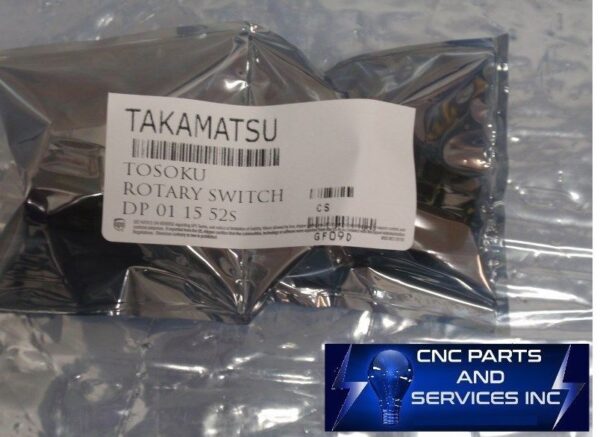 TAKAMATSU
TOSOKU
ROTARY SWITCH
DP 01 15 52S
CS
GF09D
CNC PARTS
AND
SERVICES INC